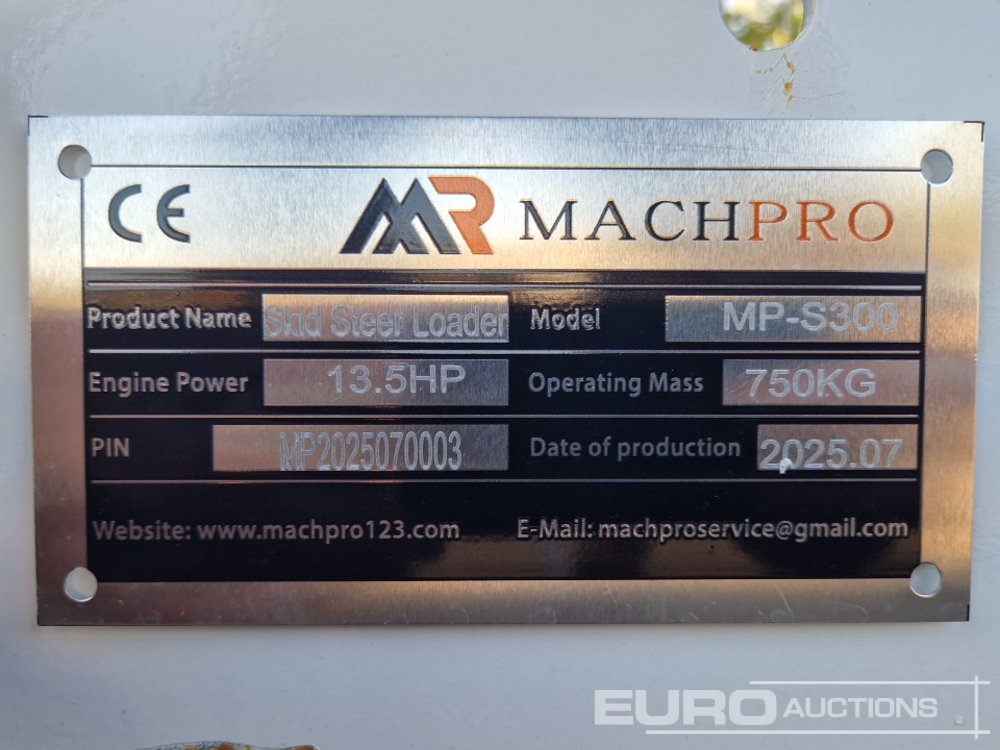 CE MR MACHPRO
Product Name Skid Steer Loader Model MP-S300
Engine Power 13.5HP Operating Mass 750KG
PIN MP2025070003 Date of production 2025.07
Website: www.machpro123.com E-Mail: machproservice@gmail.com
EURO AUCTIONS